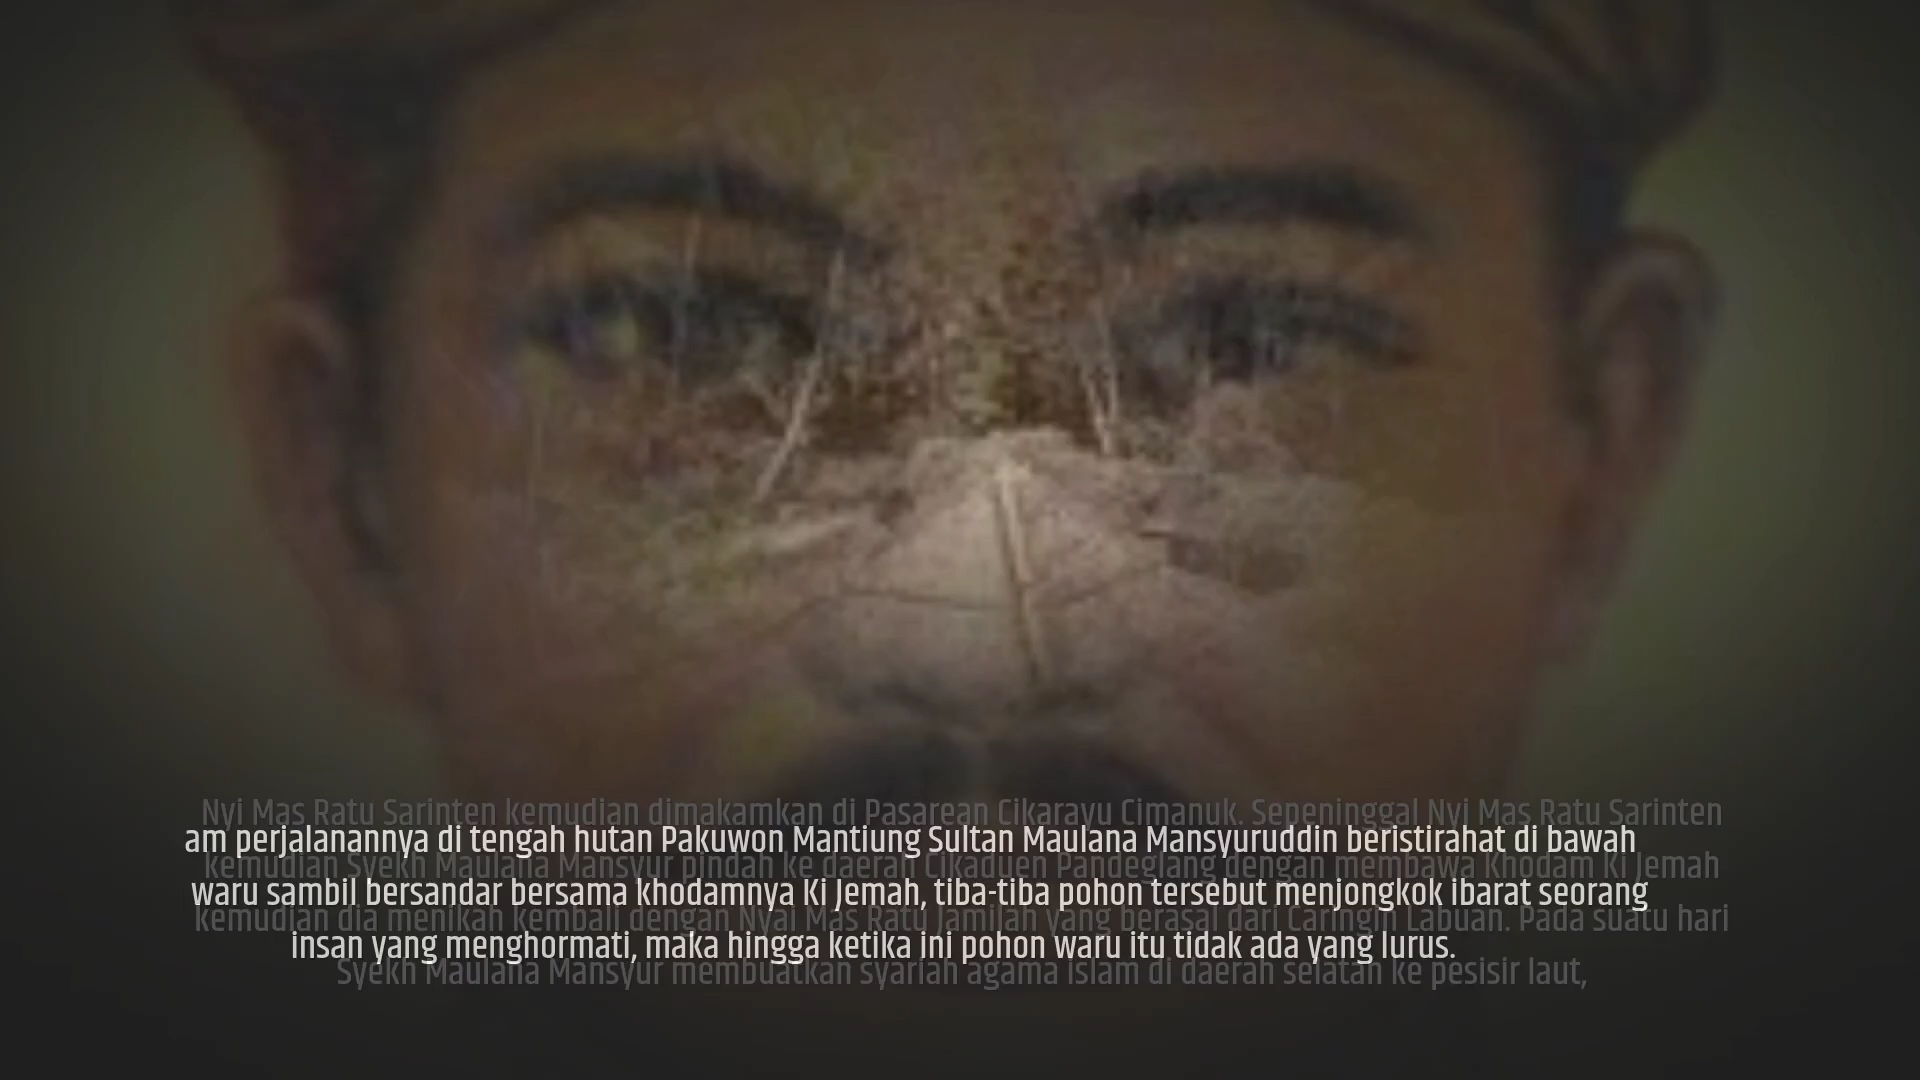 Nyi Mas Ratu Sarinten kemudian dimakamkan di Pasarean Cikarayu Cimanuk. Sepeninggal Nyi Mas Ratu Sarinten
kemudian Syekh Maulana Mansyur pindah ke daerah Cikaduen Pandeglang dengan membawa Khodam Ki Jemah
kemudian dia menikah kembali dengan Nyai Mas Ratu Jamilah yang berasal dari Caringin Labuan. Pada suatu hari
Syekh Maulana Mansyur membuatkan syariah agama islam di daerah selatan ke pesisir laut,
am perjalanannya di tengah hutan Pakuwon Mantiung Sultan Maulana Mansyuruddin beristirahat di bawah
waru sambil bersandar bersama khodamnya Ki Jemah, tiba-tiba pohon tersebut menjongkok ibarat seorang
insan yang menghormati, maka hingga ketika ini pohon waru itu tidak ada yang lurus.